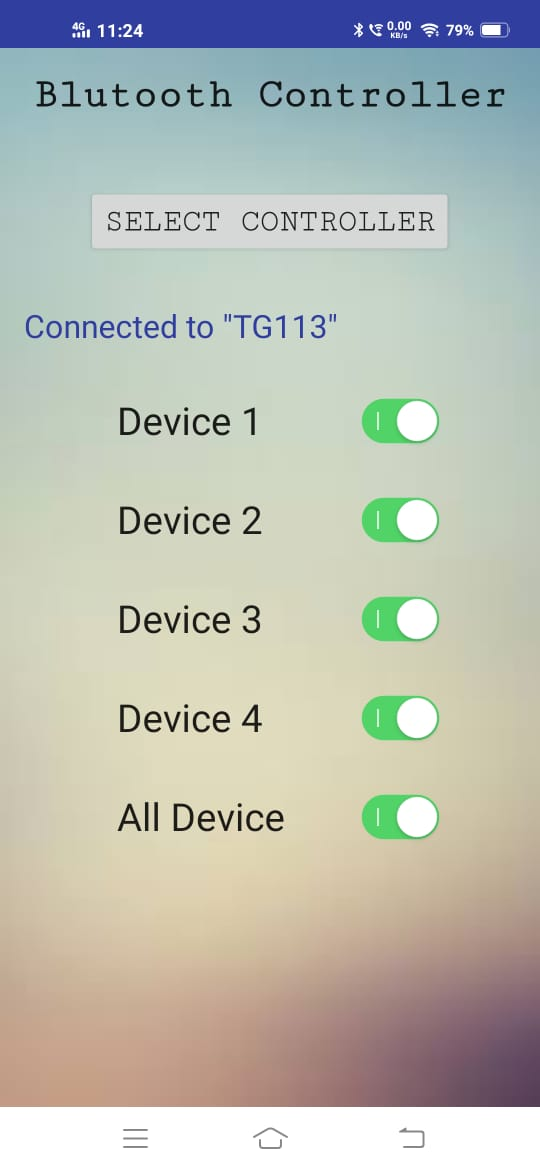 4G 11:24 0.00 KB/s 79%
Blutooth Controller
SELECT CONTROLLER
Connected to "TG113"
Device 1
Device 2
Device 3
Device 4
All Device